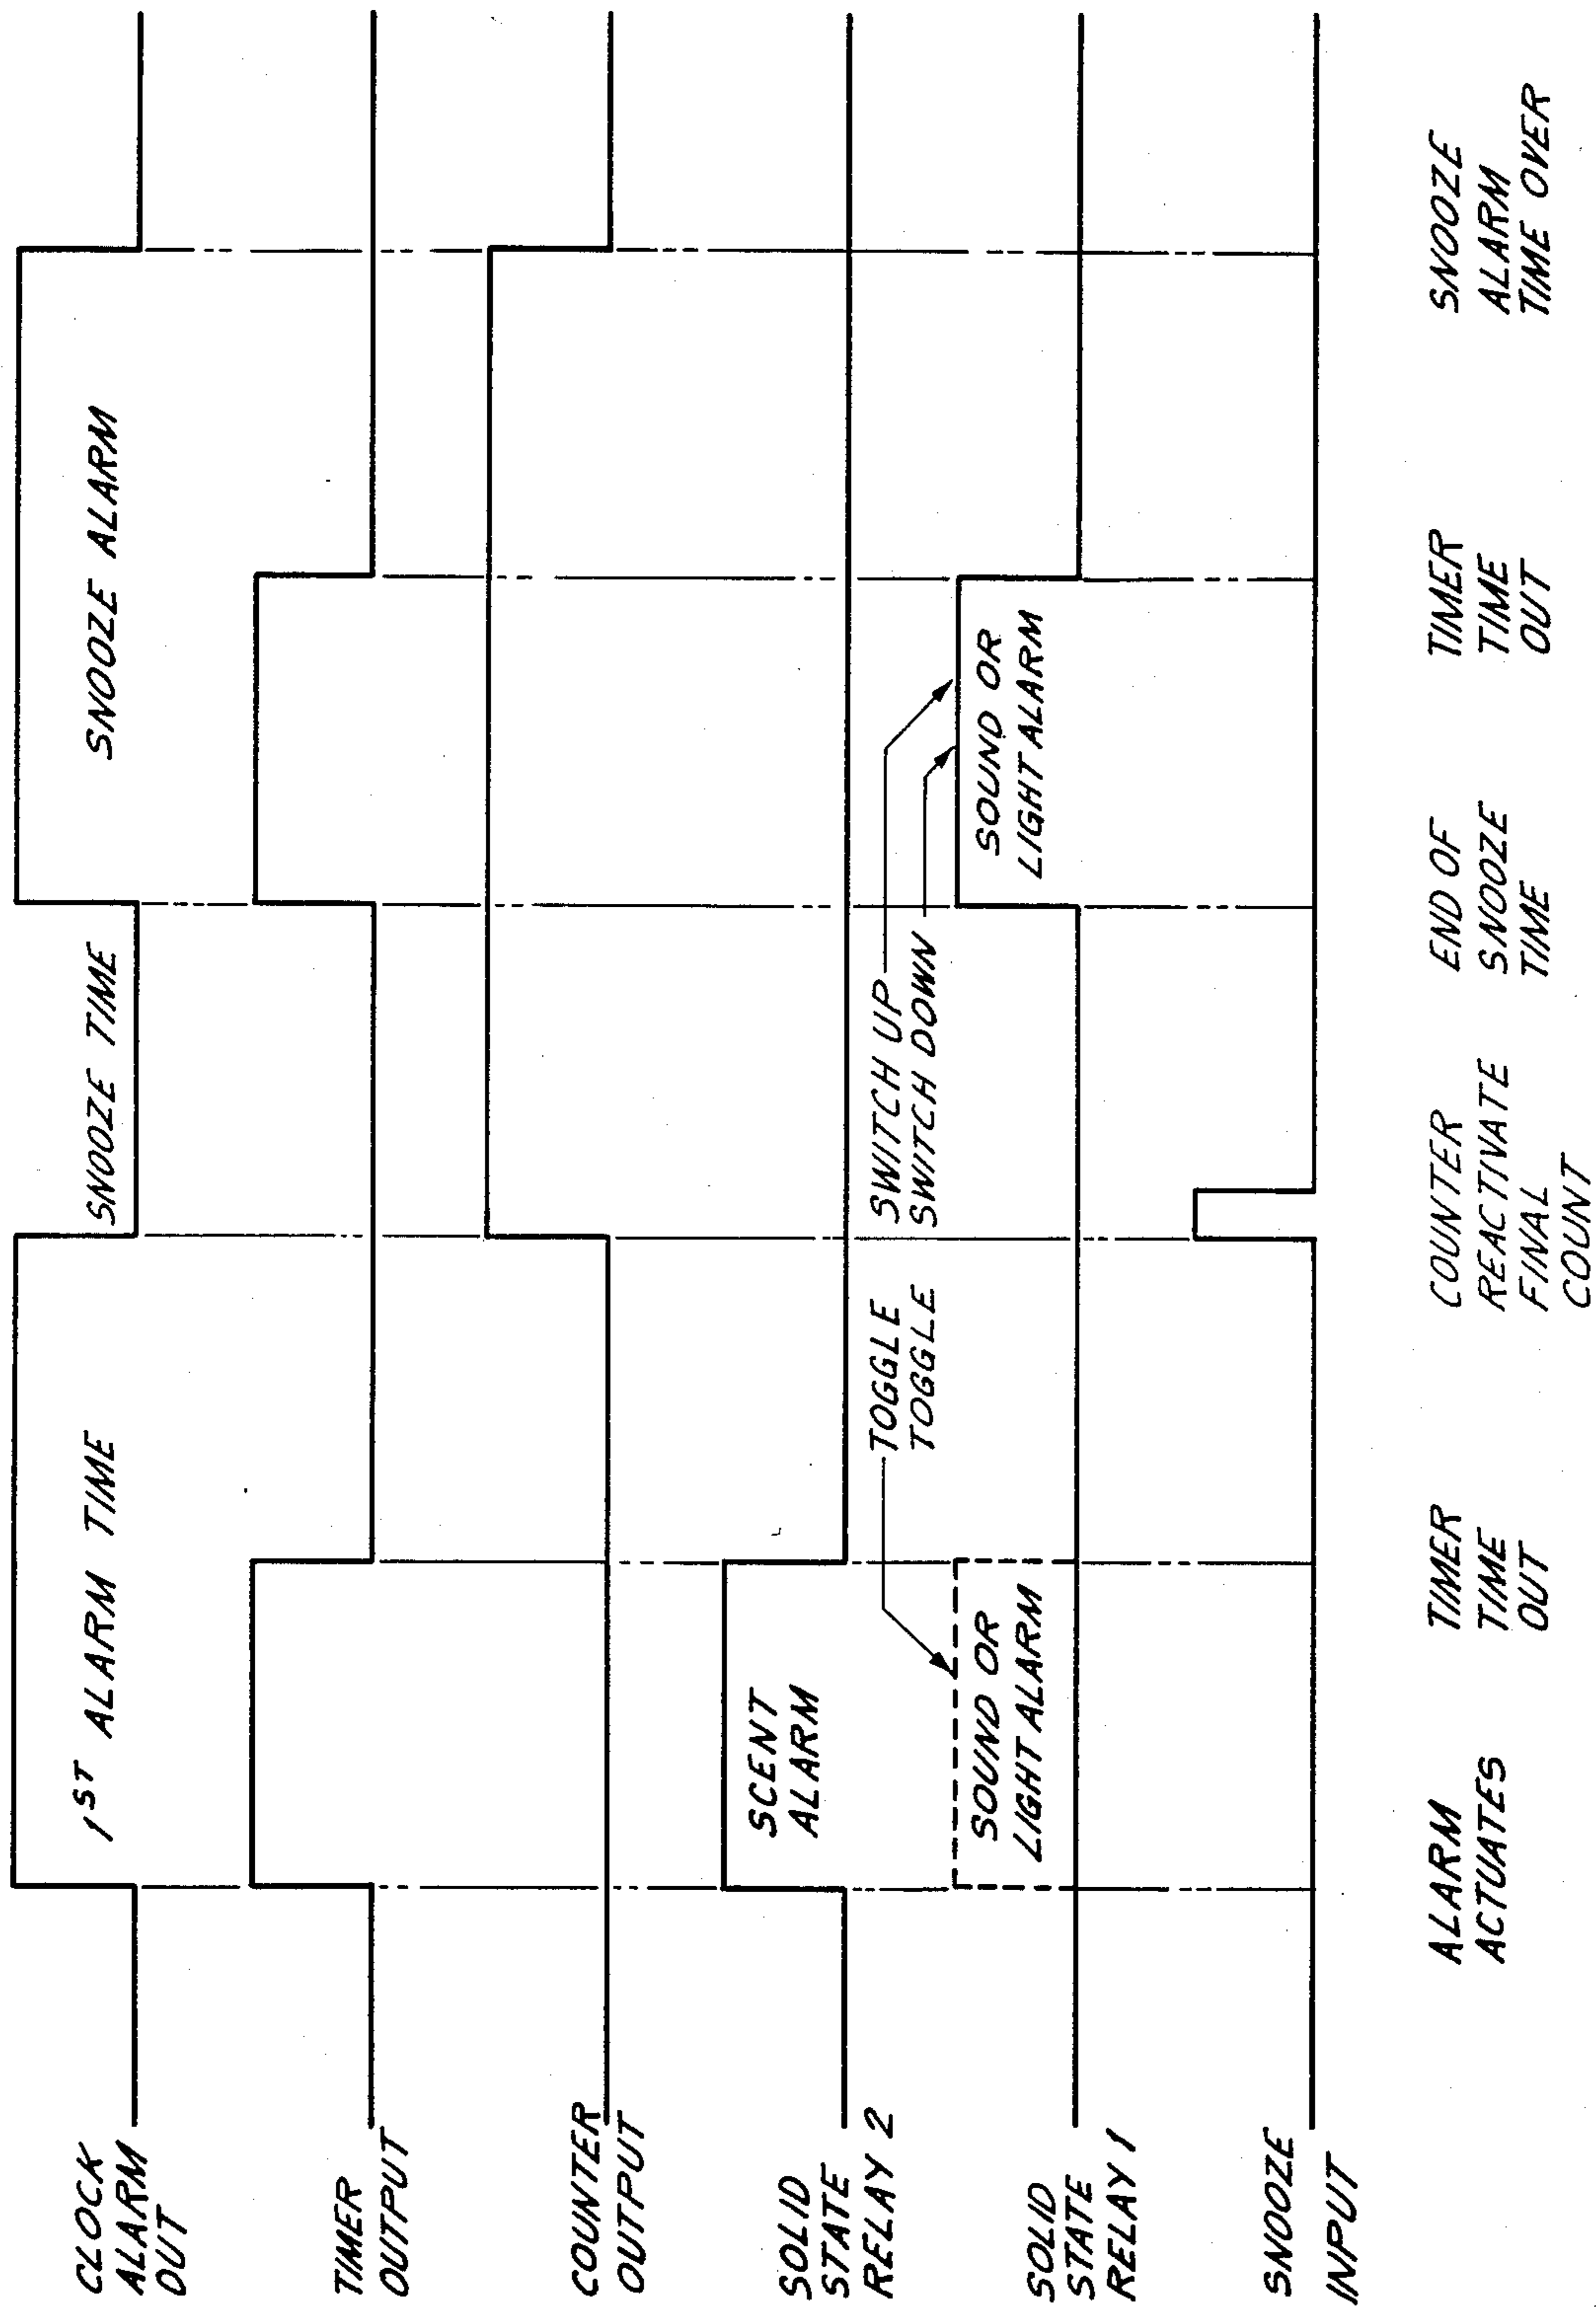 CLOCK
ALARM
OUT
1ST ALARM TIME
SNOOZE TIME
SNOOZE ALARM
TIMER
OUTPUT
COUNTER
OUTPUT
SOLID
STATE
RELAY 2
SCENT
ALARM
TOGGLE
TOGGLE
SWITCH UP
SWITCH DOWN
SOLID
STATE
RELAY 1
SOUND OR
LIGHT ALARM
SOUND OR
LIGHT ALARM
SNOOZE
INPUT
ALARM
ACTUATES
TIMER
TIME
OUT
COUNTER
REACTIVATE
FINAL
COUNT
END OF
SNOOZE
TIME
TIMER
TIME
OUT
SNOOZE
ALARM
TIME OVER